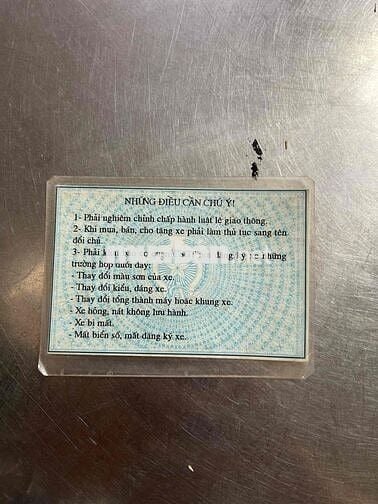 NHỮNG ĐIỀU CẦN CHÚ Ý!
1- Phải nghiêm chỉnh chấp hành luật lệ giao thông.
2- Khi mua, bán, cho tặng xe phải làm thủ tục sang tên
đổi chủ.
3- Phải
trường hợp dưới đây:
- Thay đổi màu sơn của xe.
- Thay đổi kiểu, dáng xe.
- Thay đổi tổng thành máy hoặc khung xe.
- Xe hỏng, nát không lưu hành.
- Xe bị mất.
- Mất biển số, mất đăng ký xe.